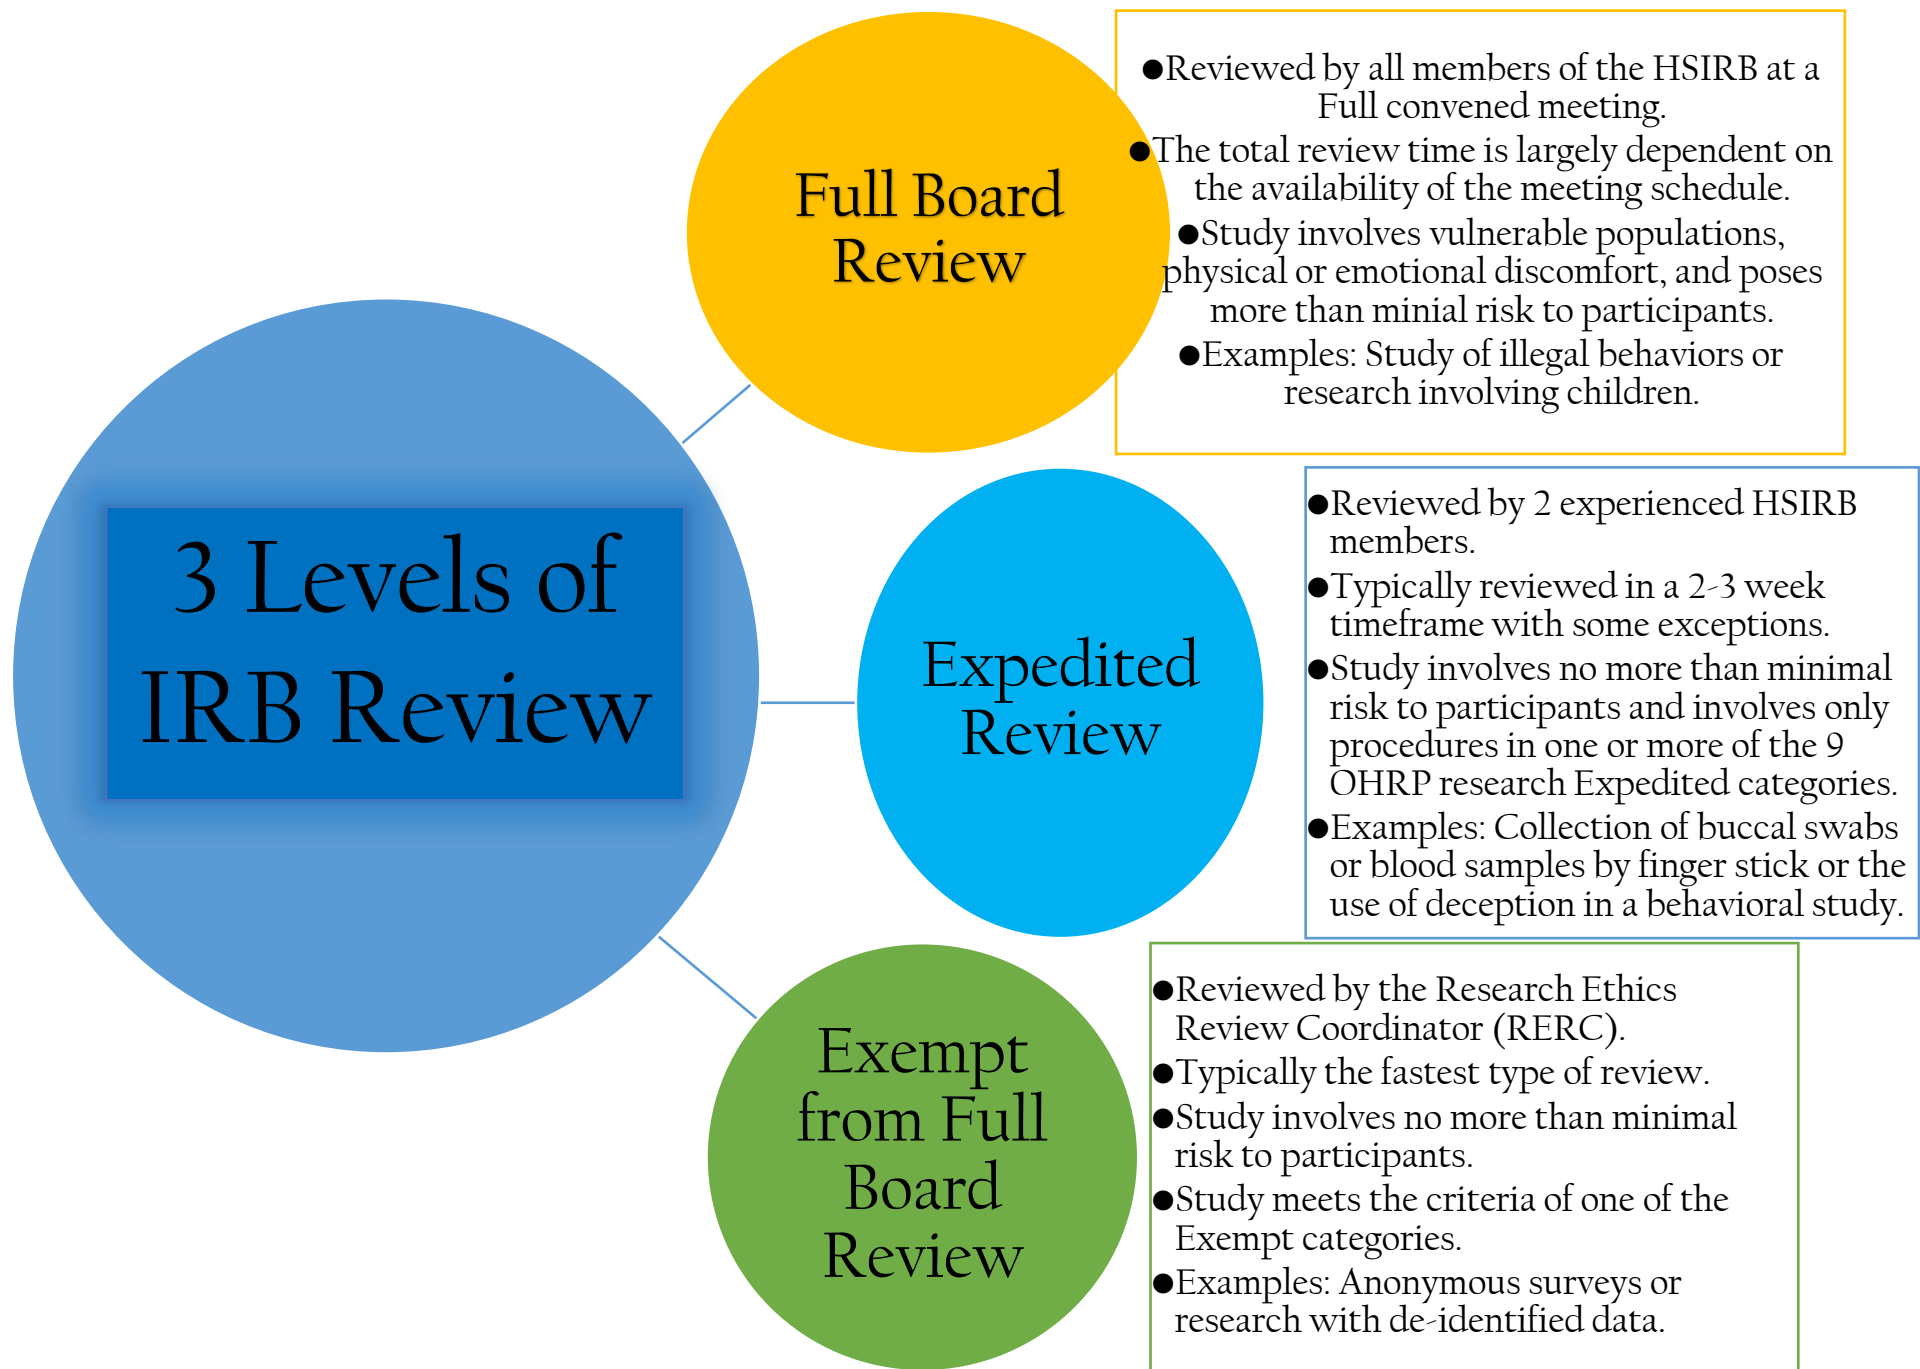 3 Levels of
IRB Review
Full Board
Review
●Reviewed by all members of the HSIRB at a
Full convened meeting.
●The total review time is largely dependent on
the availability of the meeting schedule.
●Study involves vulnerable populations,
physical or emotional discomfort, and poses
more than minial risk to participants.
●Examples: Study of illegal behaviors or
research involving children.
Expedited
Review
●Reviewed by 2 experienced HSIRB
members.
●Typically reviewed in a 2-3 week
timeframe with some exceptions.
●Study involves no more than minimal
risk to participants and involves only
procedures in one or more of the 9
OHRP research Expedited categories.
●Examples: Collection of buccal swabs
or blood samples by finger stick or the
use of deception in a behavioral study.
Exempt
from Full
Board
Review
●Reviewed by the Research Ethics
Review Coordinator (RERC).
●Typically the fastest type of review.
●Study involves no more than minimal
risk to participants.
●Study meets the criteria of one of the
Exempt categories.
●Examples: Anonymous surveys or
research with de-identified data.